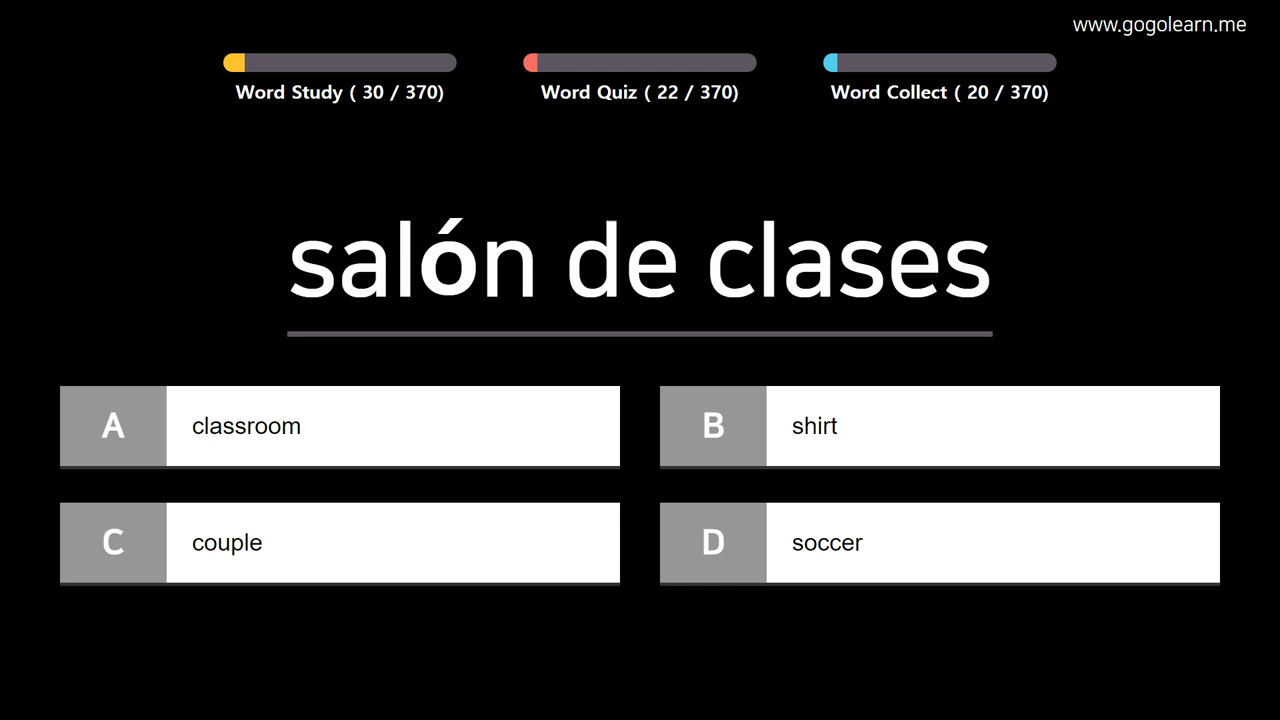 www.gogolearn.me
Word Study ( 30 / 370)
Word Quiz ( 22 / 370)
Word Collect ( 20 / 370)
salón de clases
A classroom
B shirt
C couple
D soccer